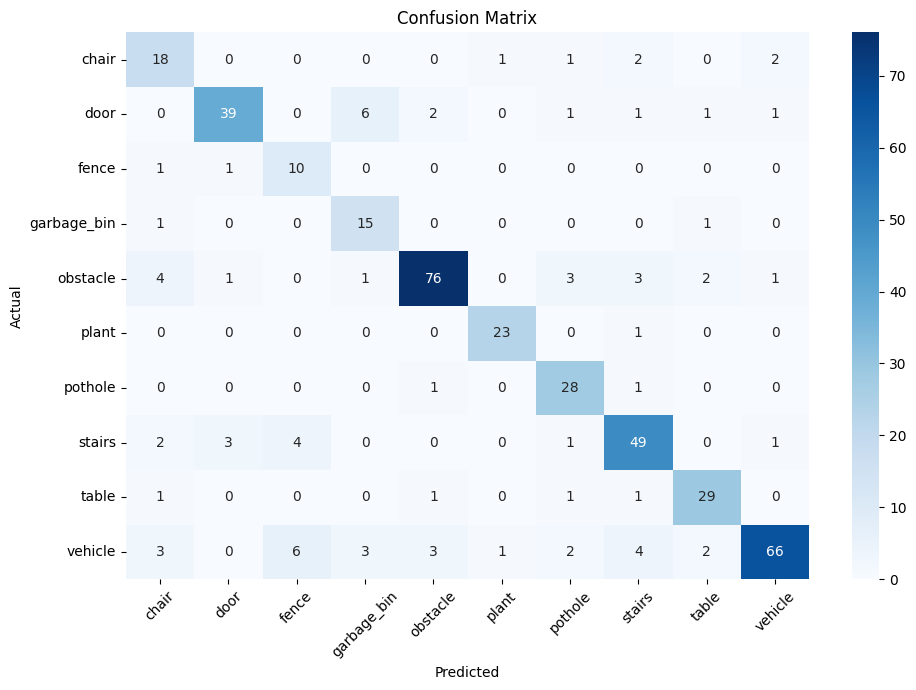 Confusion Matrix
Actual
chair 18 0 0 0 0 1 1 2 0 2
door 0 39 0 6 2 0 1 1 1 1
fence 1 1 10 0 0 0 0 0 0 0
garbage_bin 1 0 0 15 0 0 0 0 1 0
obstacle 4 1 0 1 76 0 3 3 2 1
plant 0 0 0 0 0 23 0 1 0 0
pothole 0 0 0 0 1 0 28 1 0 0
stairs 2 3 4 0 0 0 1 49 0 1
table 1 0 0 0 1 0 1 1 29 0
vehicle 3 0 6 3 3 1 2 4 2 66
chair door fence garbage_bin obstacle plant pothole stairs table vehicle
Predicted
70
60
50
40
30
20
10
0